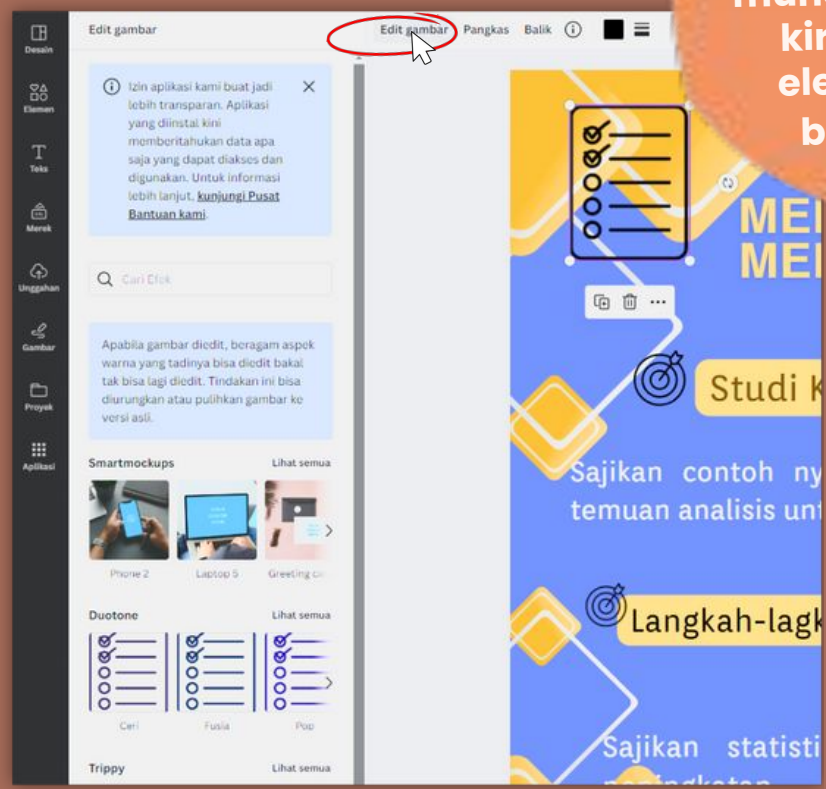 Edit gambar
Edit gambar Pangkas Balik
kin
ele
b
Desain
Elemen
Teks
Merek
Unggahan
Gambar
Proyek
Aplikasi
Izin aplikasi kami buat jadi
lebih transparan. Aplikasi
yang diinstal kini
memberitahukan data apa
saja yang dapat diakses dan
digunakan. Untuk informasi
lebih lanjut, kunjungi Pusat
Bantuan kami.
Cari Efek
Apabila gambar diedit, beragam aspek
warna yang tadinya bisa diedit bakal
tak bisa lagi diedit. Tindakan ini bisa
diurungkan atau pulihkan gambar ke
versi asli.
Smartmockups Lihat semua
Phone 2 Laptop 5 Greeting
Duotone Lihat semua
Ceri Fusia Pop
Trippy Lihat semua
MEN
MEN
Studi K
Sajikan contoh ny
temuan analisis unt
Langkah-lagk
Sajikan statisti